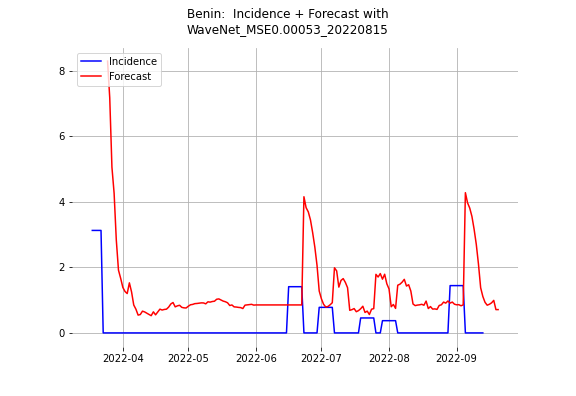 Benin:  Incidence + Forecast with
WaveNet_MSE0.00053_20220815
Incidence
Forecast
8
6
4
2
0
2022-04
2022-05
2022-06
2022-07
2022-08
2022-09